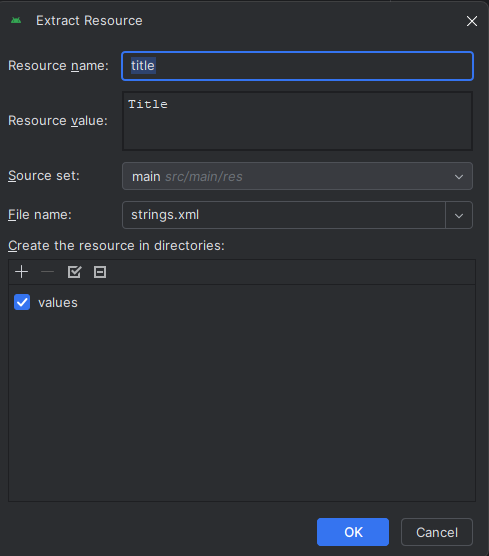 Extract Resource
Resource name: title
Resource value: Title
Source set: main src/main/res
File name: strings.xml
Create the resource in directories:
values
OK Cancel